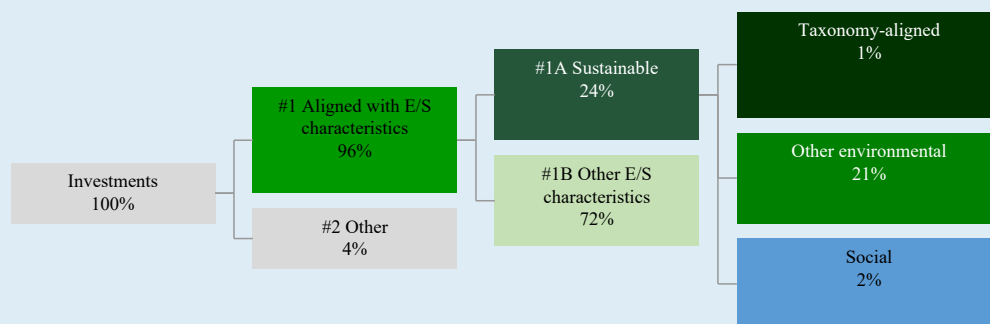 Investments
100%
#1 Aligned with E/S
characteristics
96%
#2 Other
4%
#1A Sustainable
24%
#1B Other E/S
characteristics
72%
Taxonomy-aligned
1%
Other environmental
21%
Social
2%